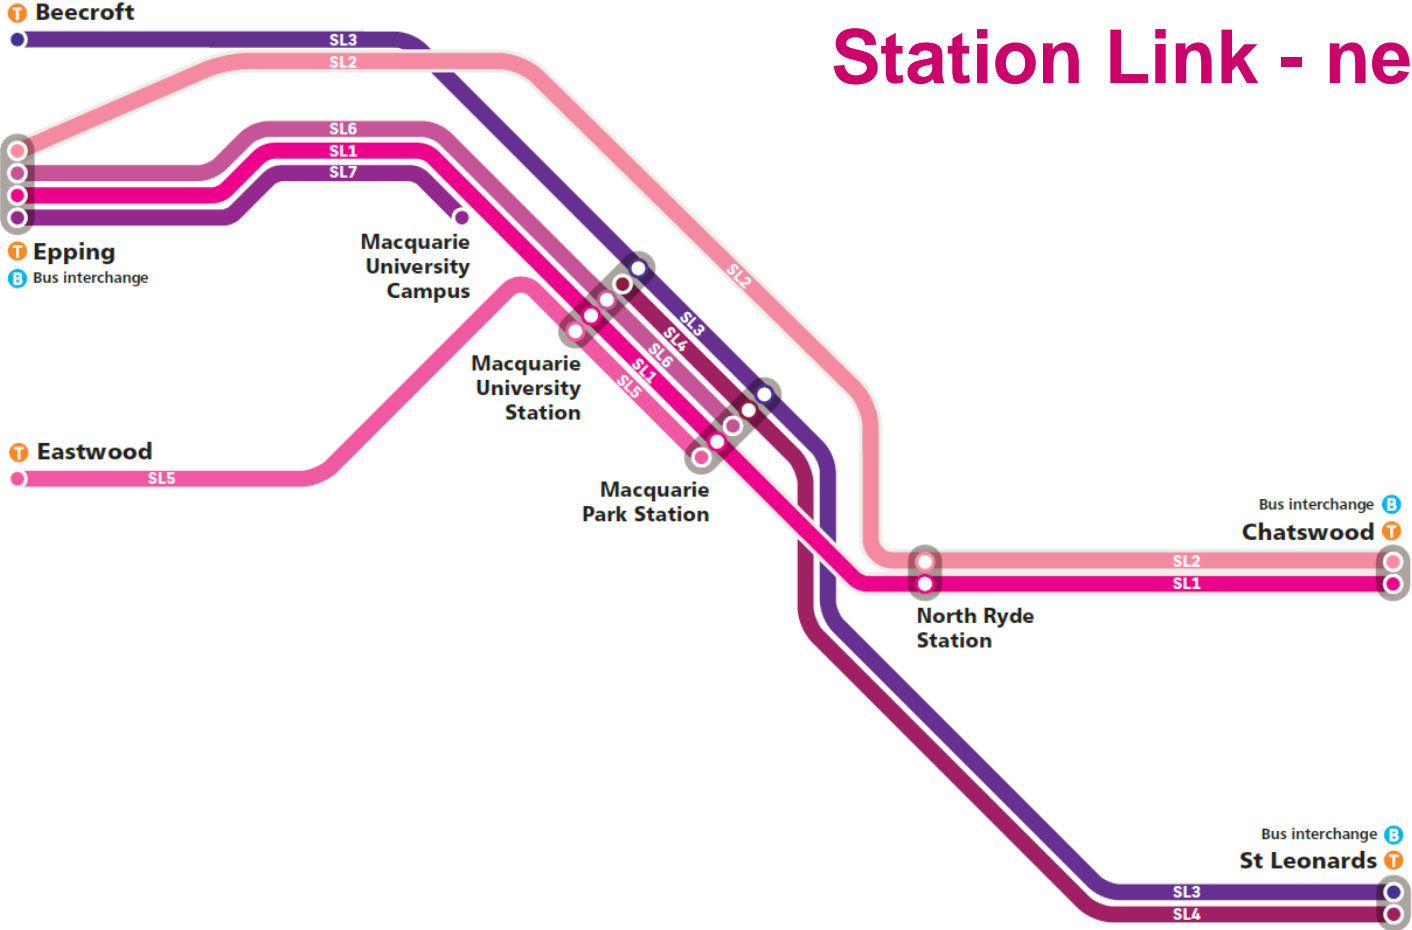 T Beecroft
Station Link - ne
SL3
SL2
SL6
SL1
SL7
T Epping
B Bus interchange
Macquarie
University
Campus
SL2
SL3
SL4
SL6
SL1
SL5
Macquarie
University
Station
T Eastwood
SL5
Macquarie
Park Station
Bus interchange B
Chatswood T
SL2
SL1
North Ryde
Station
Bus interchange B
St Leonards T
SL3
SL4